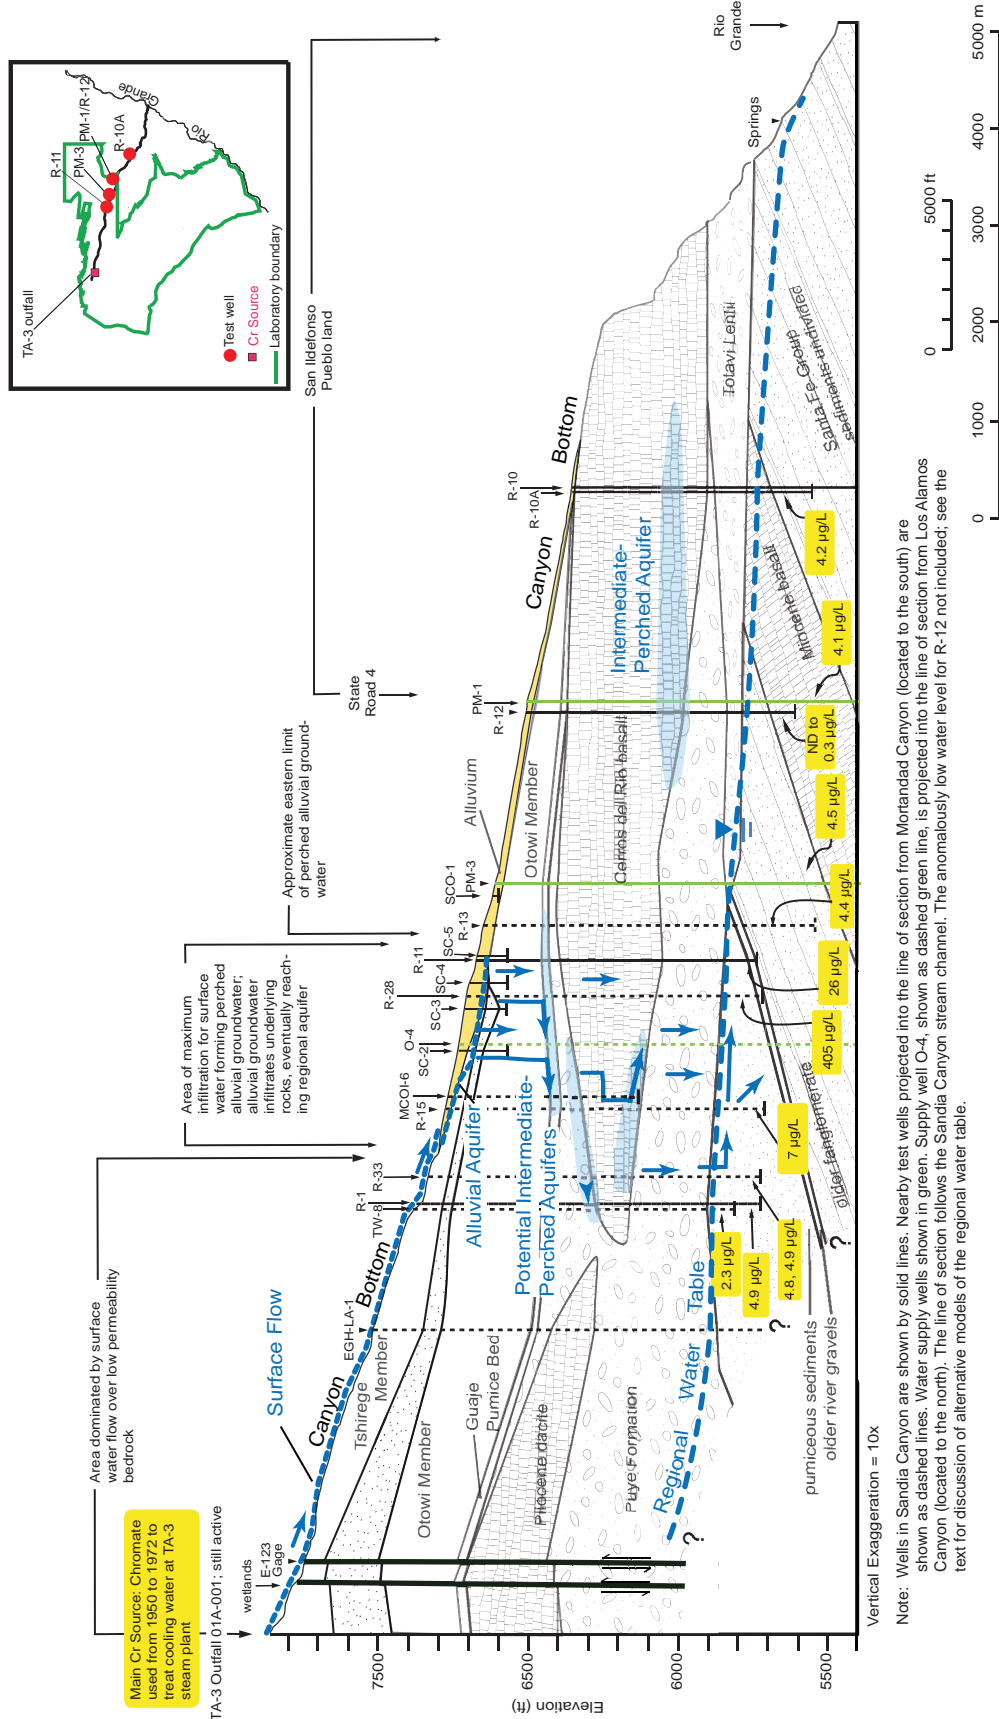 Main Cr Source: Chromate
used from 1950 to 1972 to
treat cooling water at TA-3
steam plant
TA-3 Outfall 01A-001; still active
Area dominated by surface
water flow over low permeability
bedrock
Area of maximum
infiltration for surface
water forming perched
alluvial groundwater;
alluvial groundwater
infiltrates underlying
rocks, eventually reach-
ing regional aquifer
Approximate eastern limit
of perched alluvial ground-
water
State
Road 4
San Ildefonso
Pueblo land
Rio
Grande
TA-3 outfall
R-11
PM-3
PM-1/R-12
R-10A
Rio
Grande
Test well
Cr Source
Laboratory boundary
wetlands
E-123
Gage
Surface Flow
Canyon
Bottom
EGH-LA-1
TW-8
R-1
R-33
R-15
MCOI-6
SC-2
O-4
SC-3
R-28
SC-4
R-11
SC-5
R-13
SCO-1
PM-3
Alluvium
R-12
PM-1
Canyon
Bottom
R-10A
R-10
Springs
Tshirege
Member
Otowi Member
Guaje
Pumice Bed
Pliocene dacite
Puye Formation
Alluvial Aquifer
Potential Intermediate-
Perched Aquifers
Otowi Member
Cerros del Rio basalt
Intermediate-
Perched Aquifer
Totavi Lentil
Santa Fe Group
sediments undivided
Miocene basalt
older fanglomerate
pumiceous sediments
older river gravels
Regional
Water
Table
?
?
?
2.3 µg/L
4.9 µg/L
4.8, 4.9 µg/L
7 µg/L
405 µg/L
26 µg/L
4.4 µg/L
4.5 µg/L
ND to
0.3 µg/L
4.1 µg/L
4.2 µg/L
Elevation (ft)
7500
6500
6000
5500
0
5000 ft
0
1000
2000
3000
4000
5000 m
Vertical Exaggeration = 10x
Note: Wells in Sandia Canyon are shown by solid lines. Nearby test wells projected into the line of section from Mortandad Canyon (located to the south) are
shown as dashed lines. Water supply wells shown in green. Supply well O-4, shown as dashed green line, is projected into the line of section from Los Alamos
Canyon (located to the north). The line of section follows the Sandia Canyon stream channel. The anomalously low water level for R-12 not included; see the
text for discussion of alternative models of the regional water table.